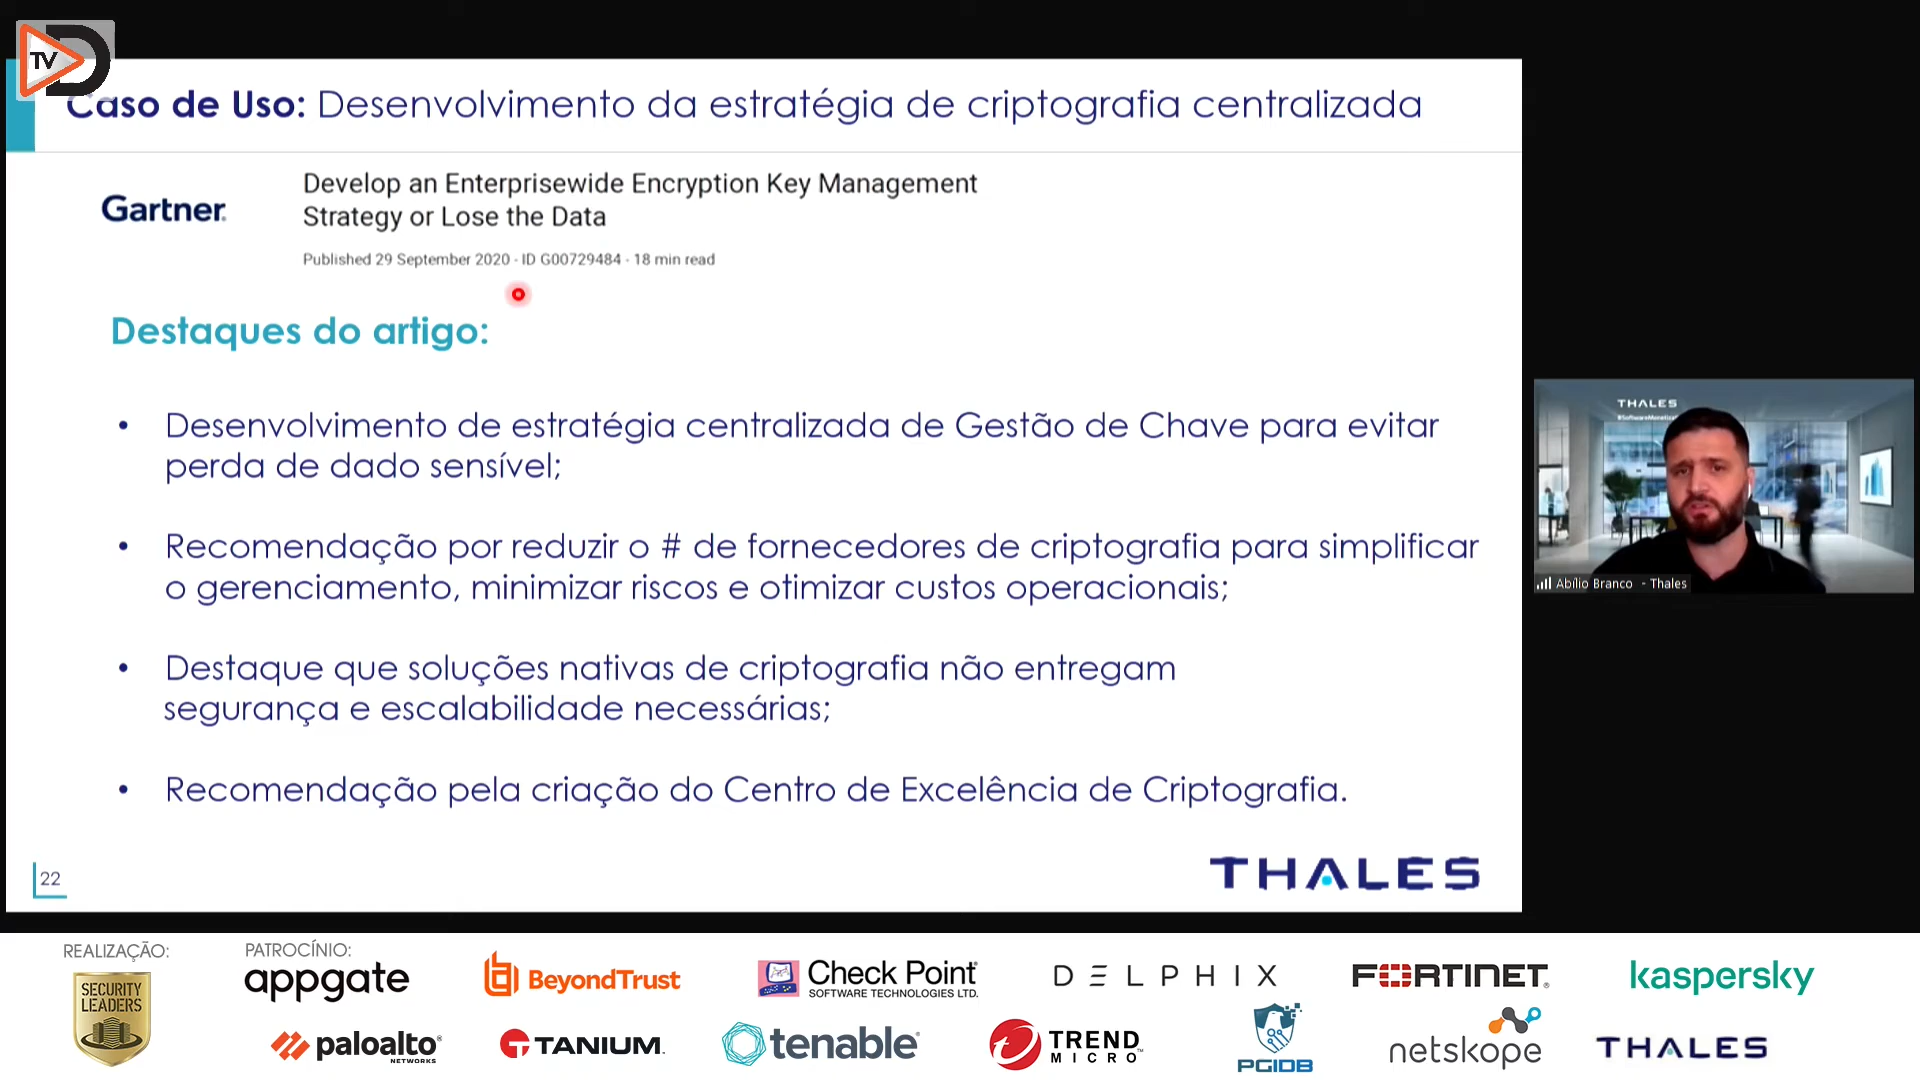 TV
Caso de Uso: Desenvolvimento da estratégia de criptografia centralizada
Gartner
Develop an Enterprisewide Encryption Key Management
Strategy or Lose the Data
Published 29 September 2020 · ID G00729484 · 18 min read
Destaques do artigo:
• Desenvolvimento de estratégia centralizada de Gestão de Chave para evitar
perda de dado sensível;
• Recomendação por reduzir o # de fornecedores de criptografia para simplificar
o gerenciamento, minimizar riscos e otimizar custos operacionais;
• Destaque que soluções nativas de criptografia não entregam
segurança e escalabilidade necessárias;
• Recomendação pela criação do Centro de Excelência de Criptografia.
22
THALES
THALES
Abílio Branco - Thales
REALIZAÇÃO:
SECURITY
LEADERS
PATROCÍNIO:
appgate
BeyondTrust
Check Point
SOFTWARE TECHNOLOGIES LTD.
DELPHIX
FORTINET
kaspersky
paloalto
NETWORKS
TANIUM
tenable
TREND
MICRO
PGIDB
netskope
THALES